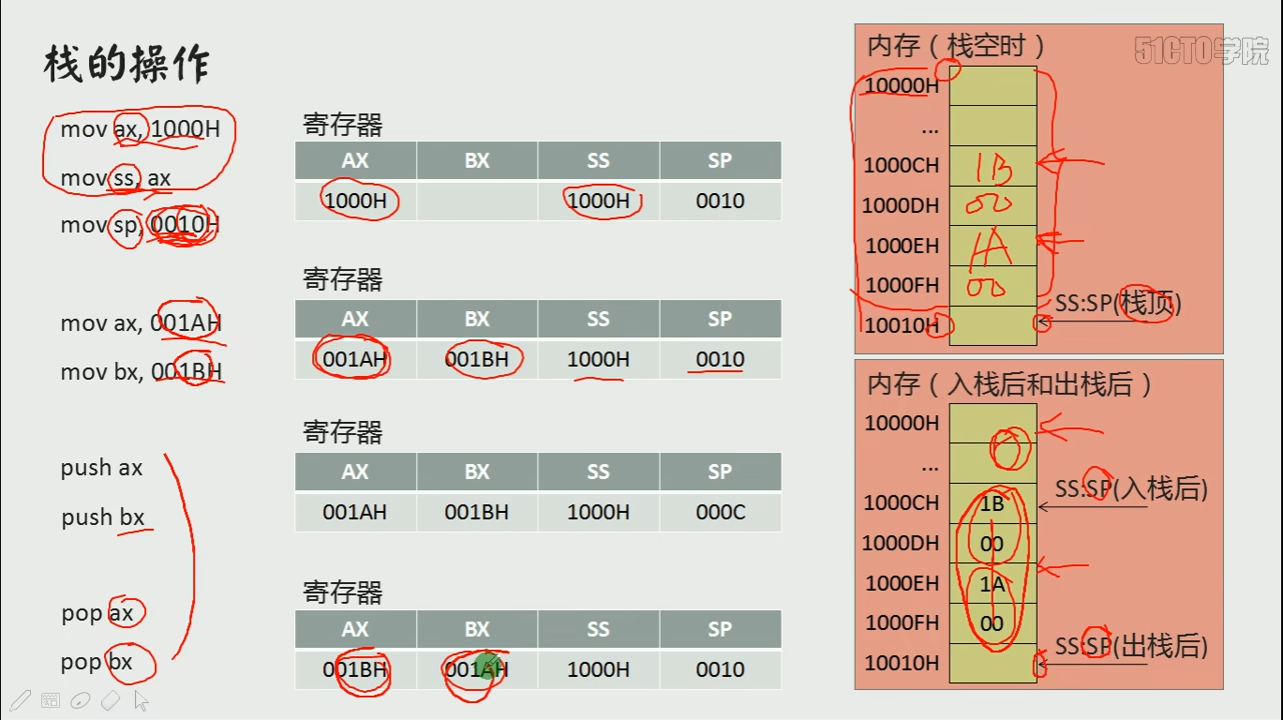 栈的操作
mov ax, 1000H
mov ss, ax
mov sp, 0010H
mov ax, 001AH
mov bx, 001BH
push ax
push bx
pop ax
pop bx
寄存器
AX BX SS SP
1000H 1000H 0010
寄存器
AX BX SS SP
001AH 001BH 1000H 0010
寄存器
AX BX SS SP
001AH 001BH 1000H 000C
寄存器
AX BX SS SP
001BH 001AH 1000H 0010
内存（栈空时）
51CTO学院
10000H
...
1000CH 1B
1000DH 00
1000EH 1A
1000FH 00
10010H
SS:SP(栈顶)
内存（入栈后和出栈后）
10000H
...
1000CH 1B
1000DH 00
1000EH 1A
1000FH 00
10010H
SS:SP(入栈后)
SS:SP(出栈后)